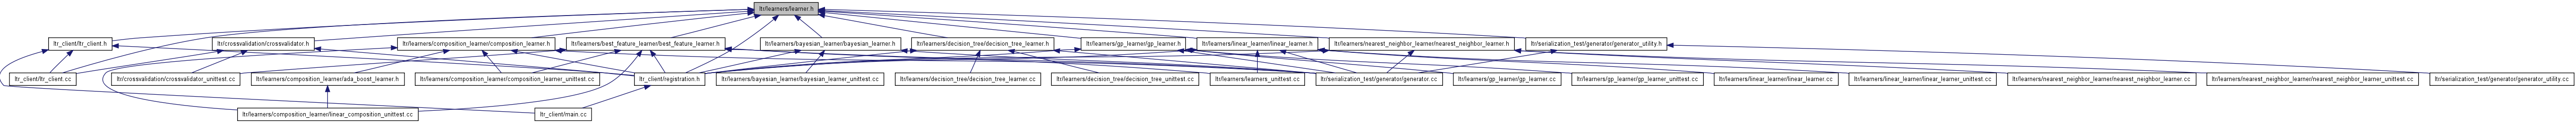 ltr/learners/learner.h
ltr_client/ltr_client.h
ltr/crossvalidation/crossvalidator.h
ltr/learners/composition_learner/composition_learner.h
ltr/learners/best_feature_learner/best_feature_learner.h
ltr/learners/bayesian_learner/bayesian_learner.h
ltr/learners/decision_tree/decision_tree_learner.h
ltr/learners/gp_learner/gp_learner.h
ltr/learners/linear_learner/linear_learner.h
ltr/learners/nearest_neighbor_learner/nearest_neighbor_learner.h
ltr/serialization_test/generator/generator_utility.h
ltr_client/ltr_client.cc
ltr/crossvalidation/crossvalidator_unittest.cc
ltr/learners/composition_learner/ada_boost_learner.h
ltr/learners/composition_learner/composition_learner_unittest.cc
ltr_client/registration.h
ltr/learners/bayesian_learner/bayesian_learner_unittest.cc
ltr/learners/decision_tree/decision_tree_learner.cc
ltr/learners/decision_tree/decision_tree_unittest.cc
ltr/learners/learners_unittest.cc
ltr/serialization_test/generator/generator.cc
ltr/learners/gp_learner/gp_learner.cc
ltr/learners/gp_learner/gp_learner_unittest.cc
ltr/learners/linear_learner/linear_learner.cc
ltr/learners/linear_learner/linear_learner_unittest.cc
ltr/learners/nearest_neighbor_learner/nearest_neighbor_learner.cc
ltr/learners/nearest_neighbor_learner/nearest_neighbor_learner_unittest.cc
ltr/serialization_test/generator/generator_utility.cc
ltr/learners/composition_learner/linear_composition_unittest.cc
ltr_client/main.cc